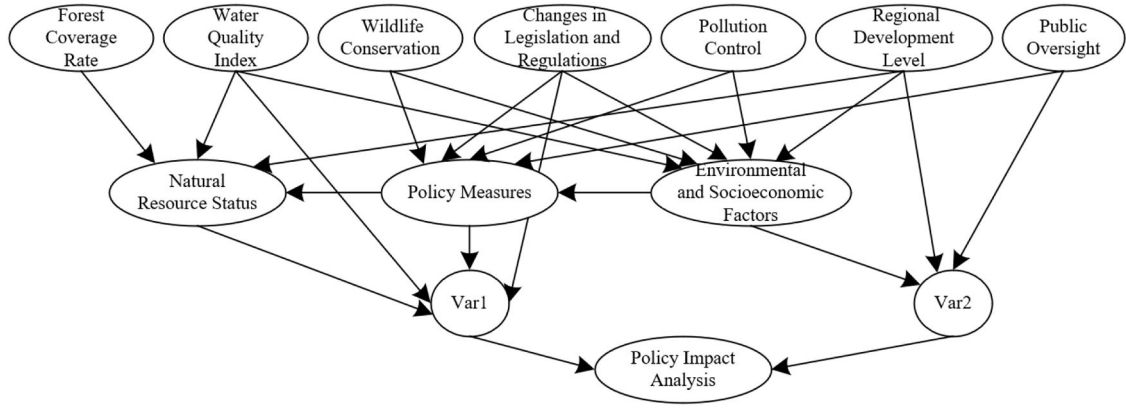 Forest
Coverage
Rate
Water
Quality
Index
Wildlife
Conservation
Changes in
Legislation and
Regulations
Pollution
Control
Regional
Development
Level
Public
Oversight
Natural
Resource Status
Policy Measures
Environmental
and Socioeconomic
Factors
Var1
Var2
Policy Impact
Analysis